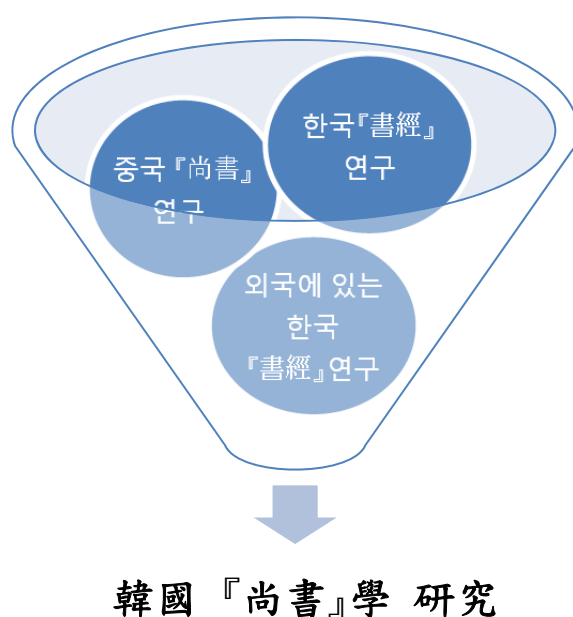 한국『書經』
연구
중국『尚書』
연구
외국에 있는
한국
『書經』연구
韓國 『尚書』學 研究